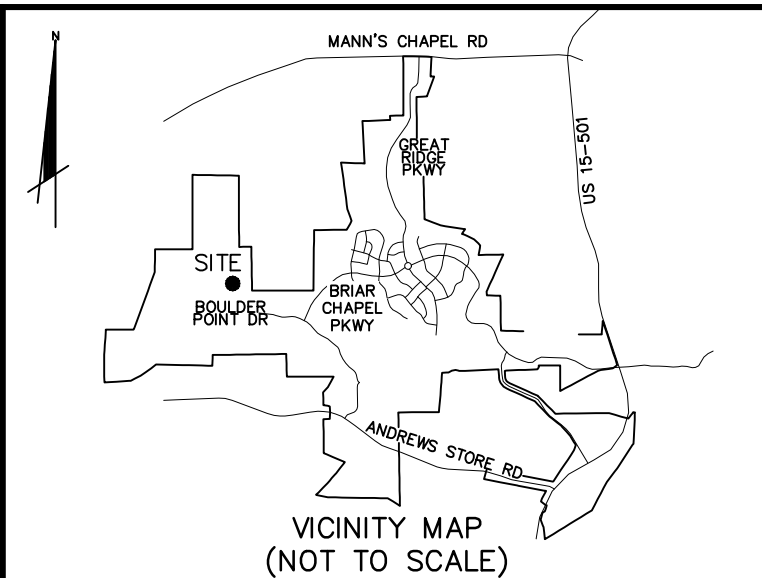 N
MANN'S CHAPEL RD
GREAT
RIDGE
PKWY
US 15-501
SITE
BOULDER
POINT DR
BRIAR
CHAPEL
PKWY
ANDREWS STORE RD
VICINITY MAP
(NOT TO SCALE)